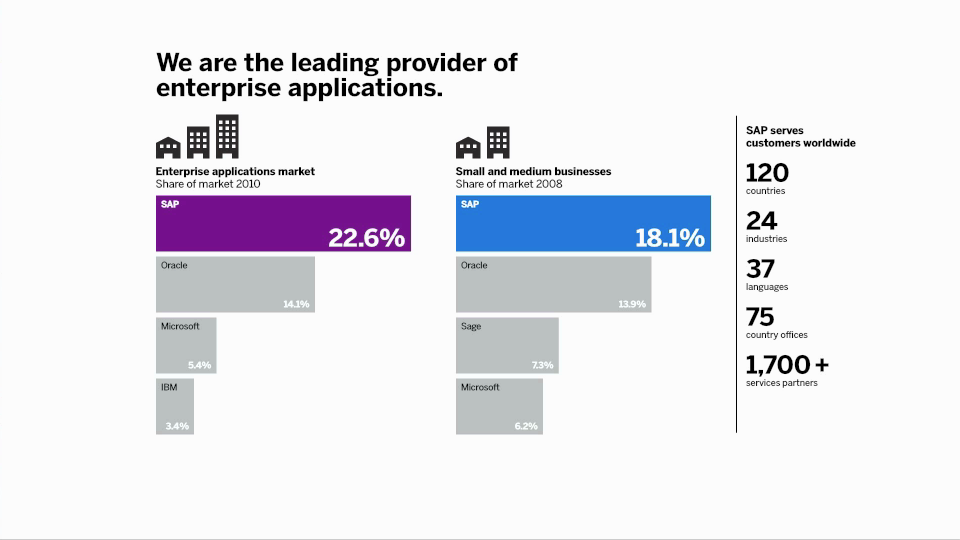 We are the leading provider of
enterprise applications.
Enterprise applications market
Share of market 2010
SAP
22.6%
Oracle
14.1%
Microsoft
5.4%
IBM
3.4%
Small and medium businesses
Share of market 2008
SAP
18.1%
Oracle
13.9%
Sage
7.3%
Microsoft
6.2%
SAP serves
customers worldwide
120
countries
24
industries
37
languages
75
country offices
1,700 +
services partners